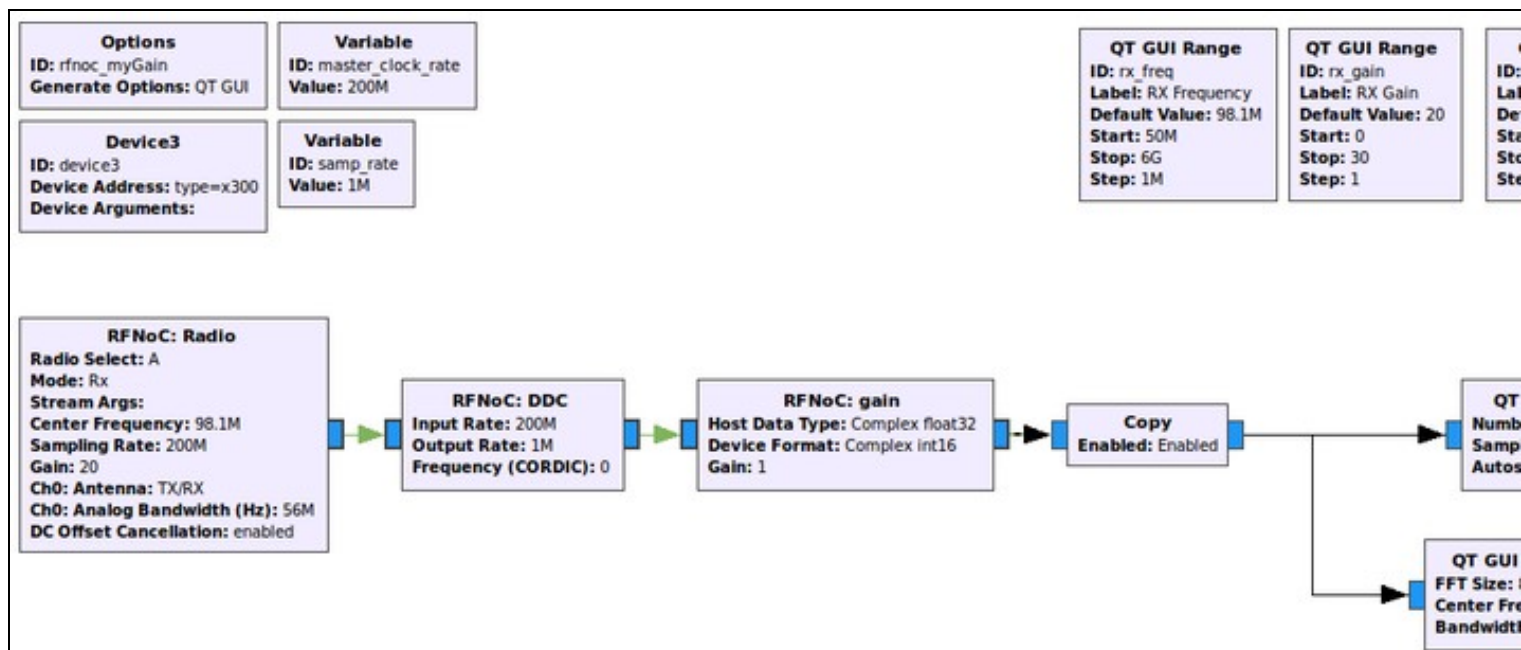 Options
ID: rfnoc_myGain
Generate Options: QT GUI
Variable
ID: master_clock_rate
Value: 200M
Device3
ID: device3
Device Address: type=x300
Device Arguments:
Variable
ID: samp_rate
Value: 1M
QT GUI Range
ID: rx_freq
Label: RX Frequency
Default Value: 98.1M
Start: 50M
Stop: 6G
Step: 1M
QT GUI Range
ID: rx_gain
Label: RX Gain
Default Value: 20
Start: 0
Stop: 30
Step: 1
ID:
RFNoC: Radio
Radio Select: A
Mode: Rx
Stream Args:
Center Frequency: 98.1M
Sampling Rate: 200M
Gain: 20
Ch0: Antenna: TX/RX
Ch0: Analog Bandwidth (Hz): 56M
DC Offset Cancellation: enabled
RFNoC: DDC
Input Rate: 200M
Output Rate: 1M
Frequency (CORDIC): 0
RFNoC: gain
Host Data Type: Complex float32
Device Format: Complex int16
Gain: 1
Copy
Enabled: Enabled
QT
Numb
Samp
Autos
QT GUI
FFT Size:
Center Fre
Bandwidth